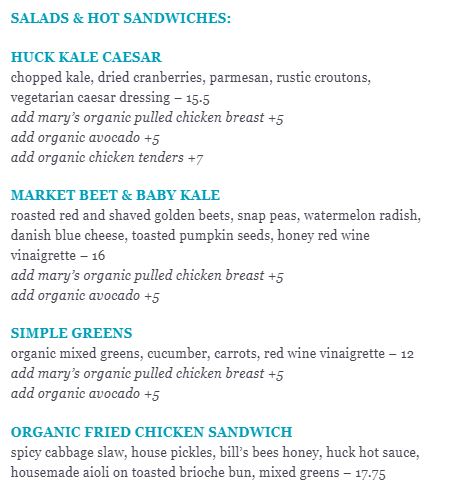 SALADS & HOT SANDWICHES:
HUCK KALE CAESAR
chopped kale, dried cranberries, parmesan, rustic croutons,
vegetarian caesar dressing – 15.5
add mary's organic pulled chicken breast +5
add organic avocado +5
add organic chicken tenders +7
MARKET BEET & BABY KALE
roasted red and shaved golden beets, snap peas, watermelon radish,
danish blue cheese, toasted pumpkin seeds, honey red wine
vinaigrette – 16
add mary's organic pulled chicken breast +5
add organic avocado +5
SIMPLE GREENS
organic mixed greens, cucumber, carrots, red wine vinaigrette – 12
add mary's organic pulled chicken breast +5
add organic avocado +5
ORGANIC FRIED CHICKEN SANDWICH
spicy cabbage slaw, house pickles, bill's bees honey, huck hot sauce,
housemade aioli on toasted brioche bun, mixed greens – 17.75